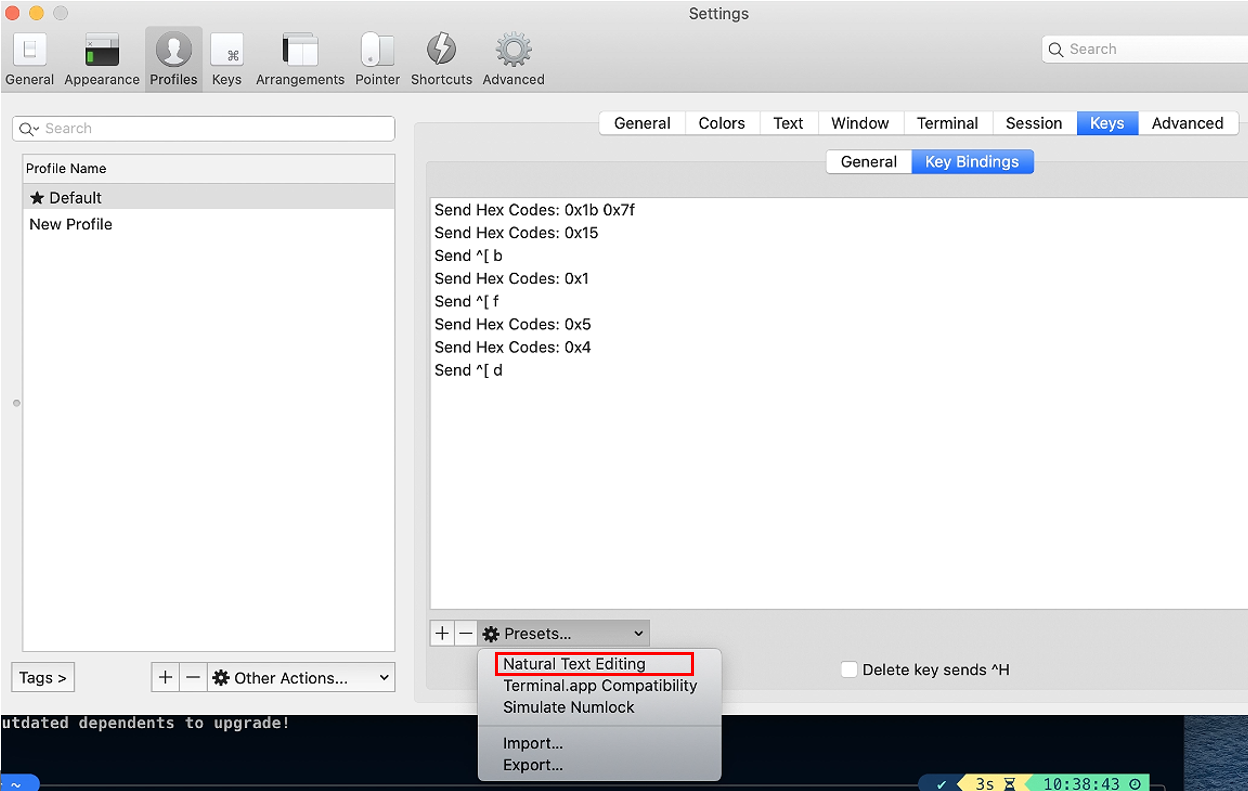 Settings
General Appearance Profiles Keys Arrangements Pointer Shortcuts Advanced
Search
Search
General Colors Text Window Terminal Session Keys Advanced
General Key Bindings
Profile Name
★ Default
New Profile
Send Hex Codes: 0x1b 0x7f
Send Hex Codes: 0x15
Send ^[ b
Send Hex Codes: 0x1
Send ^[ f
Send Hex Codes: 0x5
Send Hex Codes: 0x4
Send ^[ d
+ − Presets...
Natural Text Editing
Terminal.app Compatibility
Simulate Numlock
Import...
Export...
Delete key sends ^H
Tags > + − Other Actions...
utdated dependents to upgrade!
~
✓ 3s 10:38:43